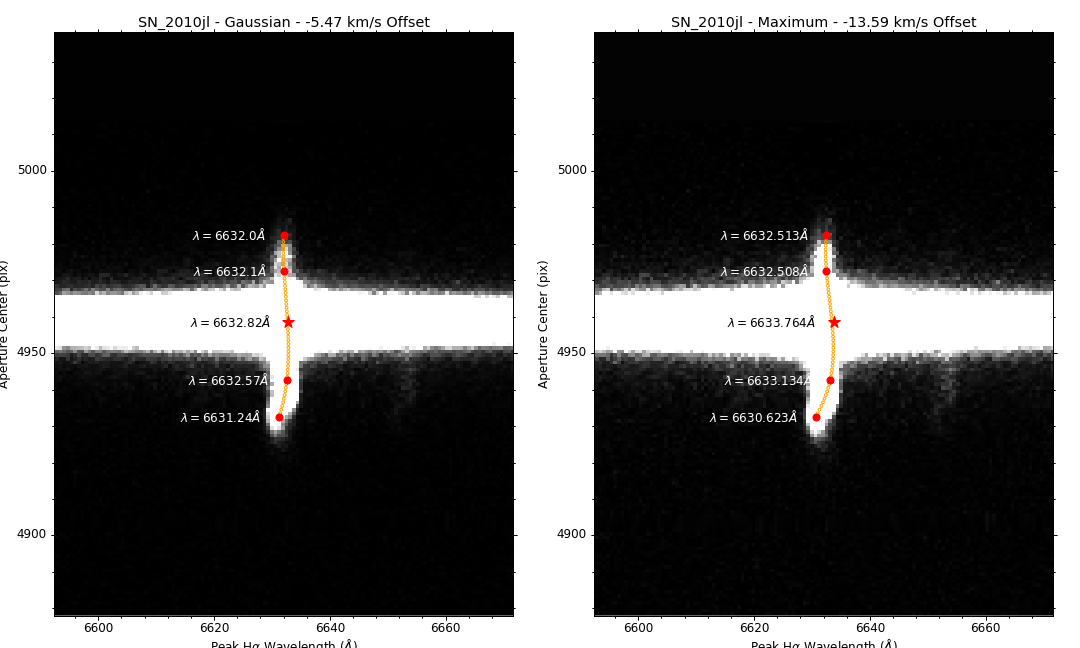 SN_2010jl - Gaussian - -5.47 km/s Offset
5000
4950
4900
Aperture Center (pix)
λ = 6632.0Å
λ = 6632.1Å
λ = 6632.82Å
λ = 6632.57Å
λ = 6631.24Å
6600 6620 6640 6660
Peak Hα Wavelength (Å)
SN_2010jl - Maximum - -13.59 km/s Offset
5000
4950
4900
Aperture Center (pix)
λ = 6632.513Å
λ = 6632.508Å
λ = 6633.764Å
λ = 6633.134Å
λ = 6630.623Å
6600 6620 6640 6660
Peak Hα Wavelength (Å)